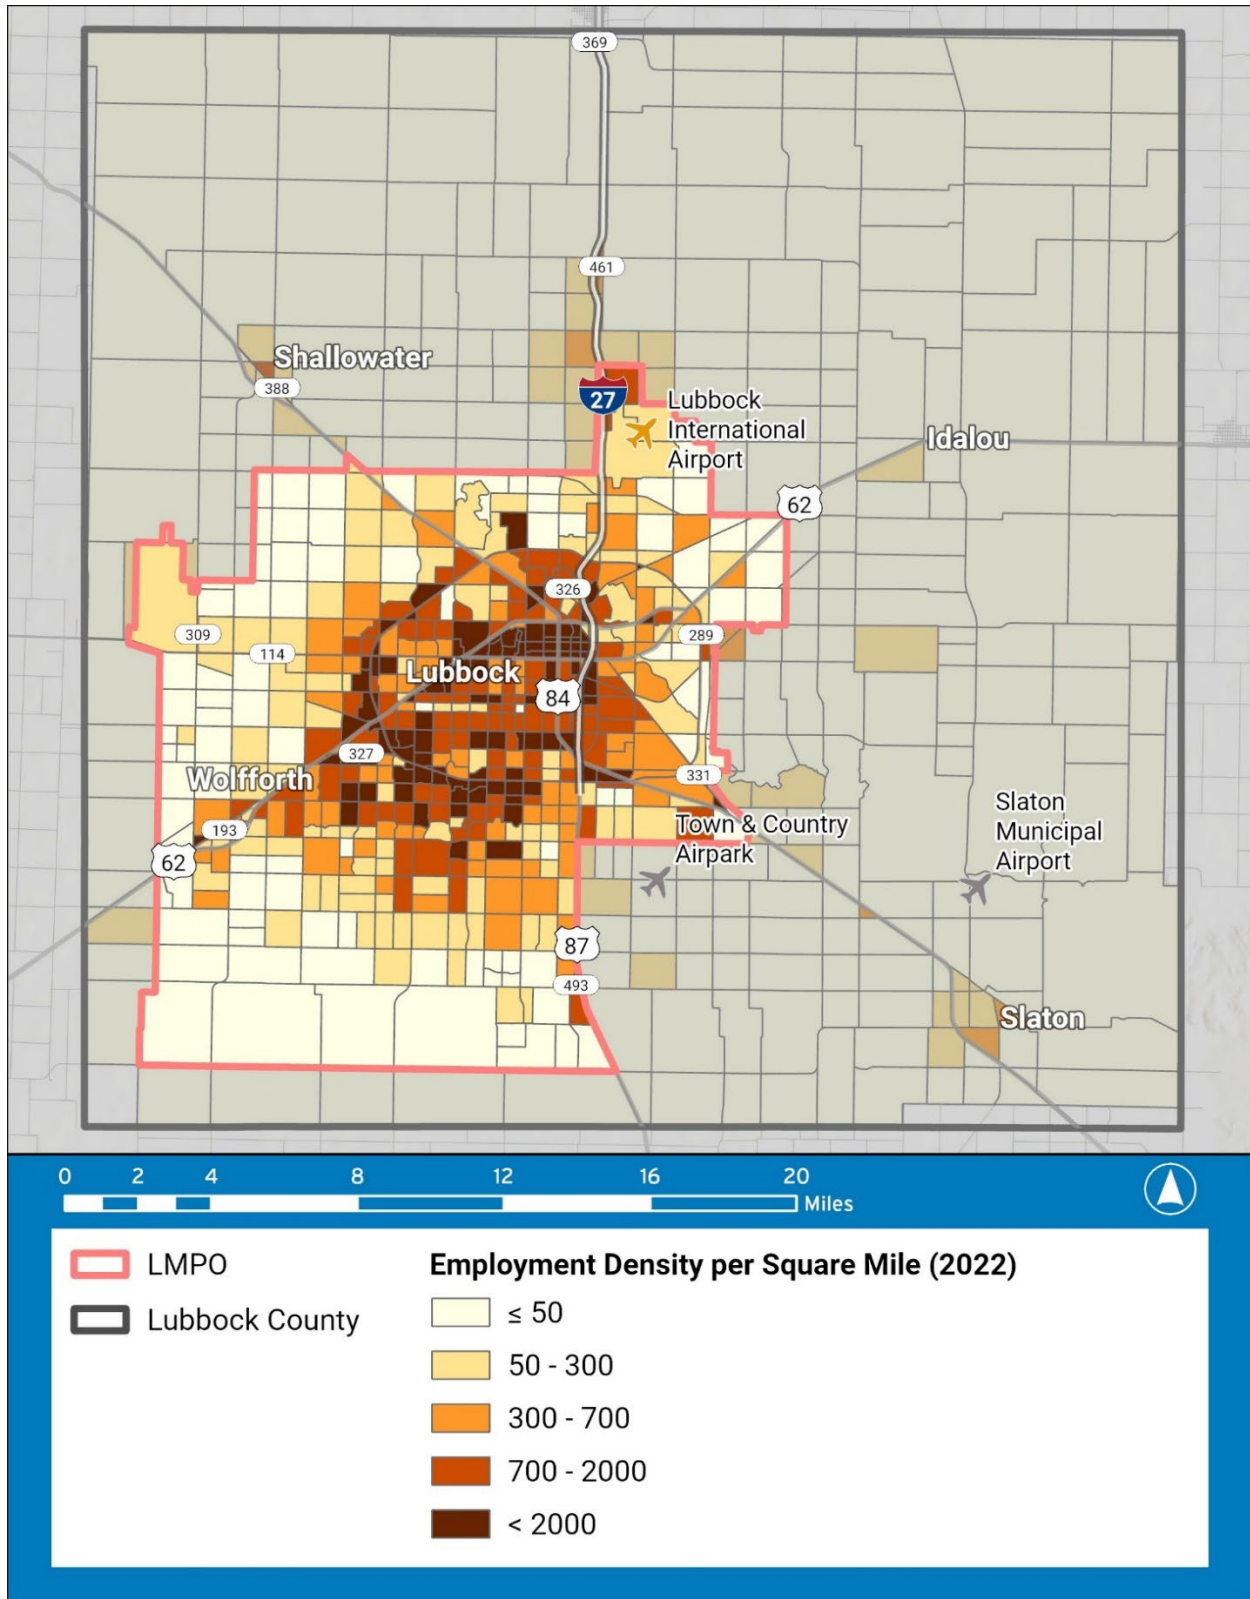 369
461
Shallowater
388
27
Lubbock
International
Airport
Idalou
62
326
309
289
114
Lubbock
84
327
Wolfforth
331
193
Town & Country
Airpark
Slaton
Municipal
Airport
62
87
493
Slaton
0 2 4 8 12 16 20
Miles
LMPO
Lubbock County
Employment Density per Square Mile (2022)
≤ 50
50 - 300
300 - 700
700 - 2000
< 2000